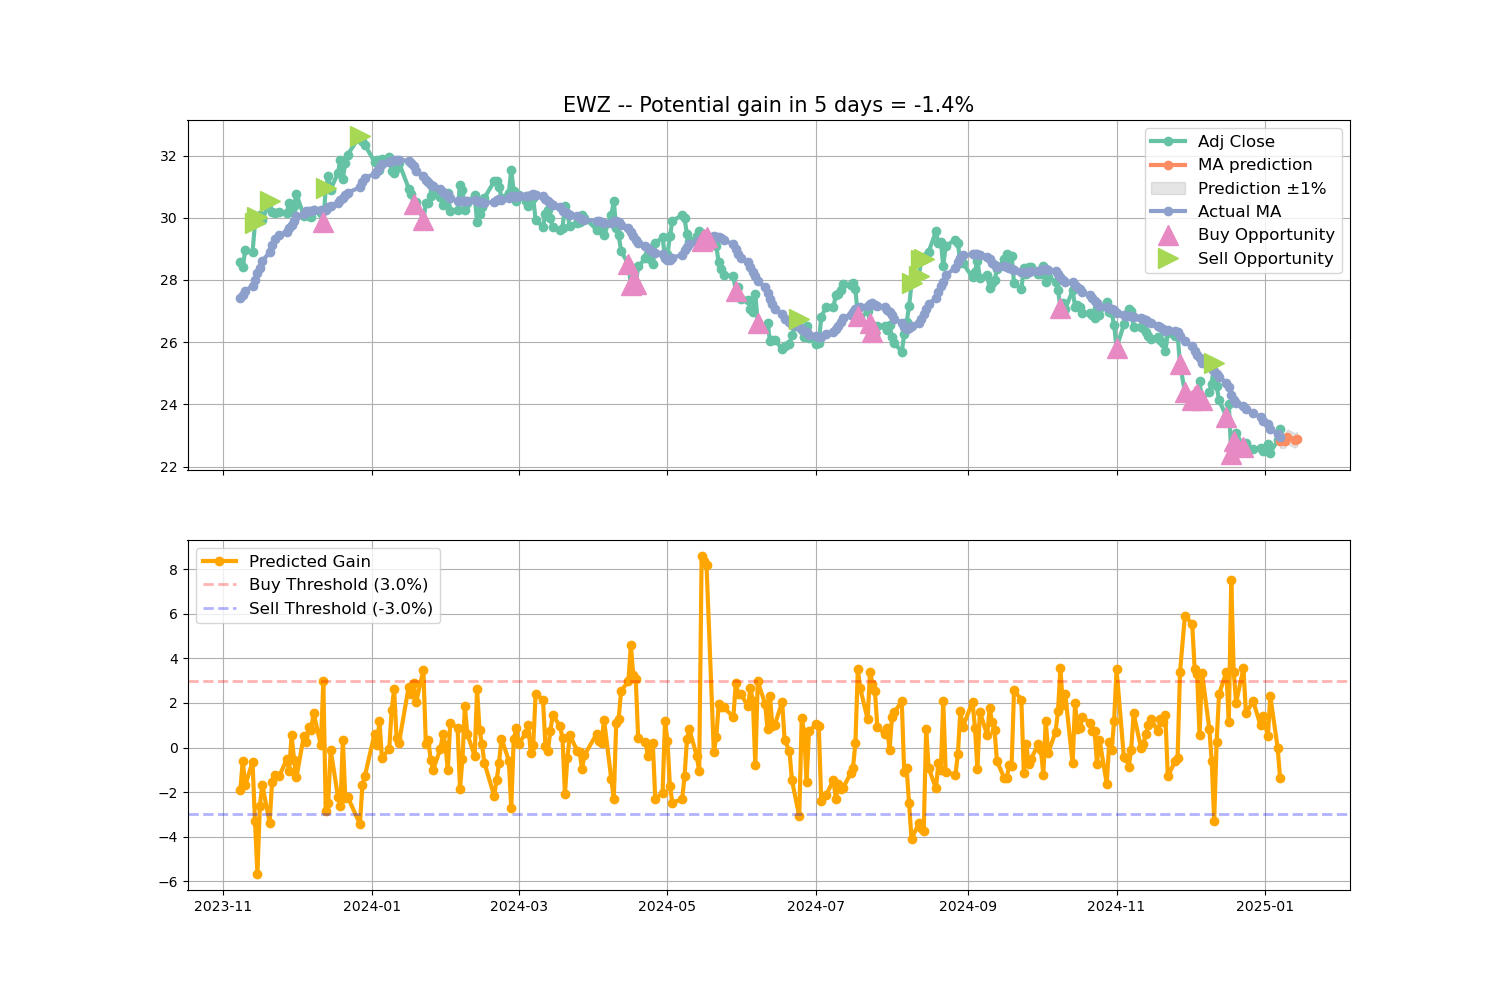 EWZ -- Potential gain in 5 days = -1.4%
32
30
28
26
24
22
Adj Close
MA prediction
Prediction ±1%
Actual MA
Buy Opportunity
Sell Opportunity
8
6
4
2
0
−2
−4
−6
Predicted Gain
Buy Threshold (3.0%)
Sell Threshold (-3.0%)
2023-11
2024-01
2024-03
2024-05
2024-07
2024-09
2024-11
2025-01